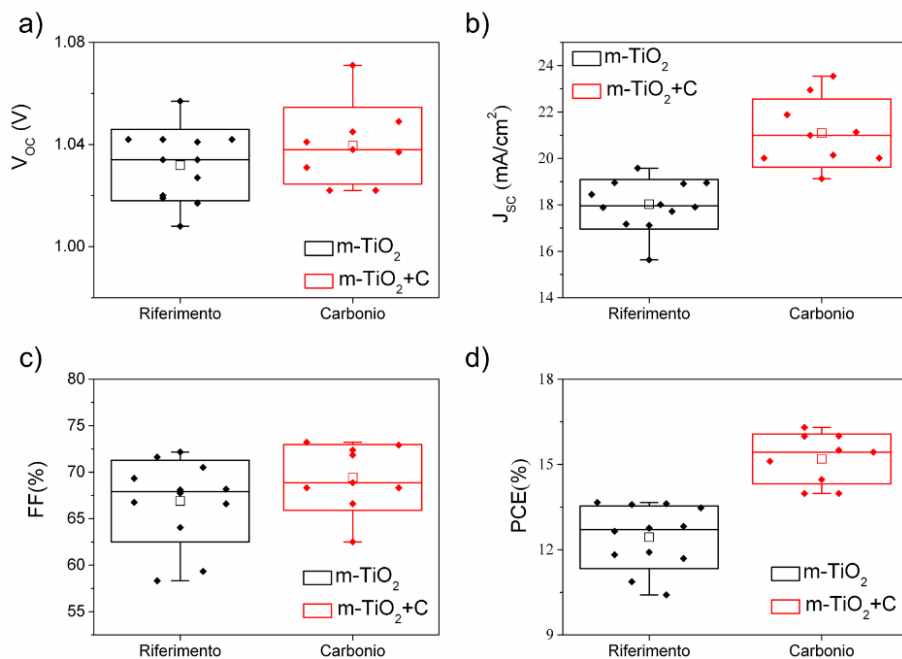 a)
V_OC (V)
1.08
1.04
1.00
m-TiO₂
m-TiO₂+C
Riferimento
Carbonio
b)
J_SC (mA/cm²)
24
22
20
18
16
14
m-TiO₂
m-TiO₂+C
Riferimento
Carbonio
c)
FF(%)
80
75
70
65
60
55
m-TiO₂
m-TiO₂+C
Riferimento
Carbonio
d)
PCE(%)
18
15
12
9
m-TiO₂
m-TiO₂+C
Riferimento
Carbonio